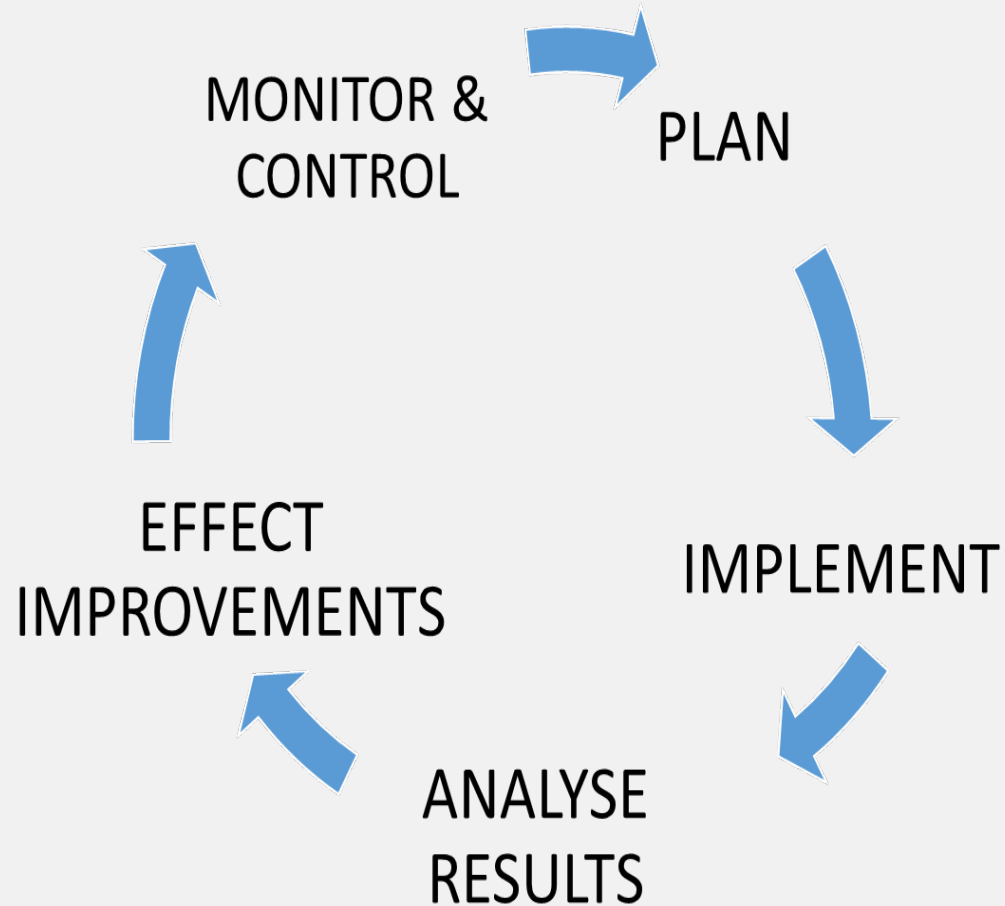 MONITOR &
CONTROL
PLAN
IMPLEMENT
ANALYSE
RESULTS
EFFECT
IMPROVEMENTS